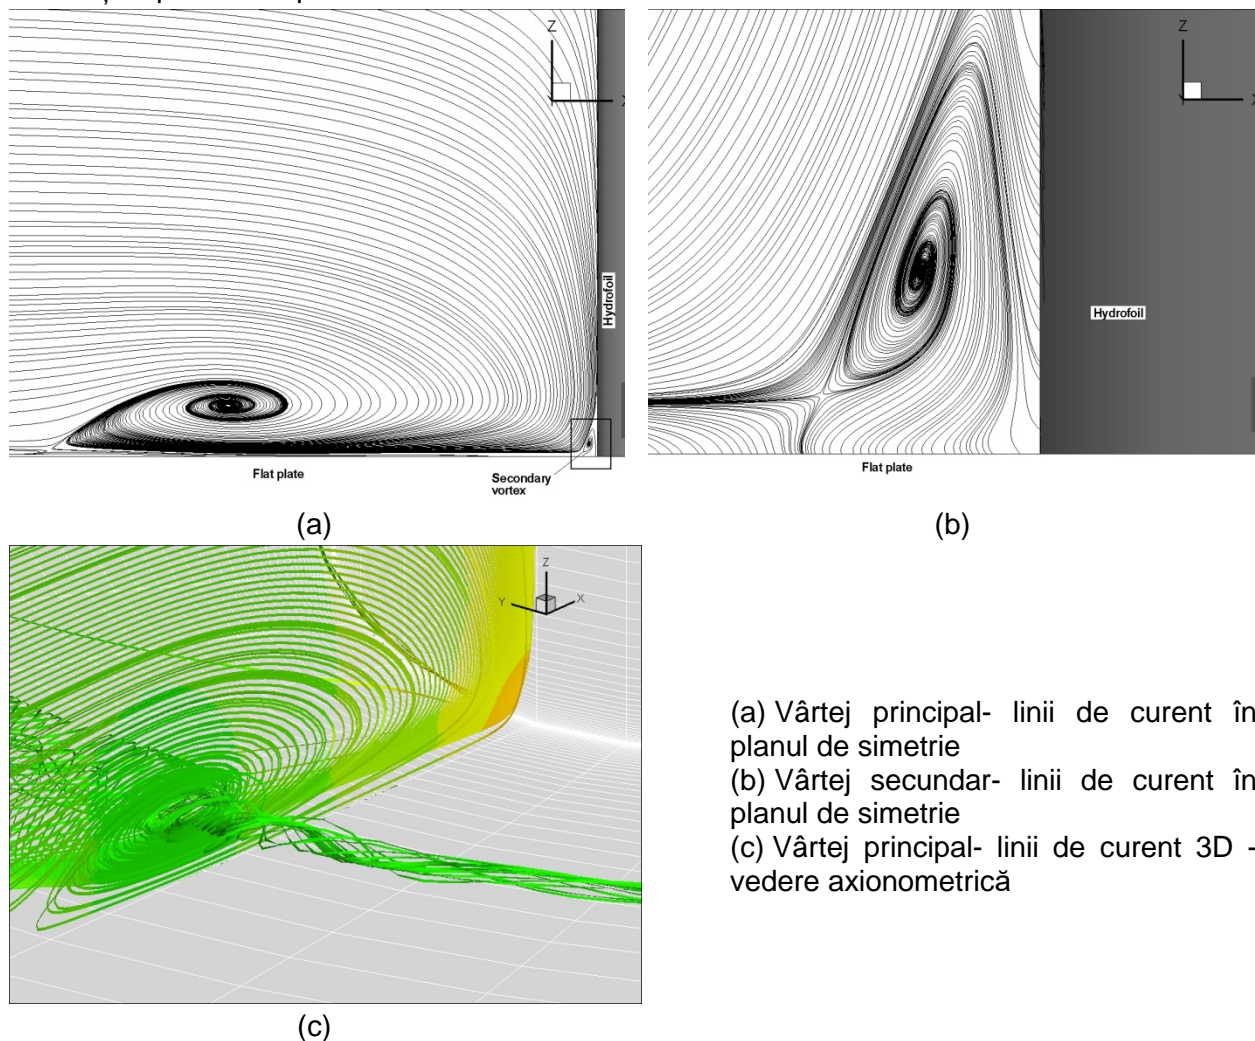 Z
X
Hydrofoil
Flat plate
Secondary
vortex
(a)
Z
X
Hydrofoil
Flat plate
(b)
Z
Y
X
(c)
(a) Vârtej principal- linii de curent în
planul de simetrie
(b) Vârtej secundar- linii de curent în
planul de simetrie
(c) Vârtej principal- linii de curent 3D -
vedere axionometrică